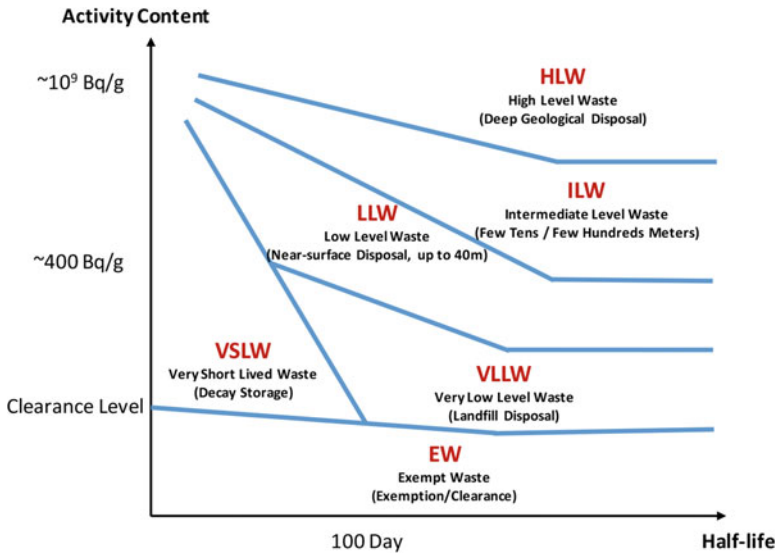 Activity Content
~10⁹ Bq/g
HLW
High Level Waste
(Deep Geological Disposal)
ILW
Intermediate Level Waste
(Few Tens / Few Hundreds Meters)
LLW
Low Level Waste
(Near-surface Disposal, up to 40m)
~400 Bq/g
VSLW
Very Short Lived Waste
(Decay Storage)
VLLW
Very Low Level Waste
(Landfill Disposal)
Clearance Level
EW
Exempt Waste
(Exemption/Clearance)
100 Day
Half-life